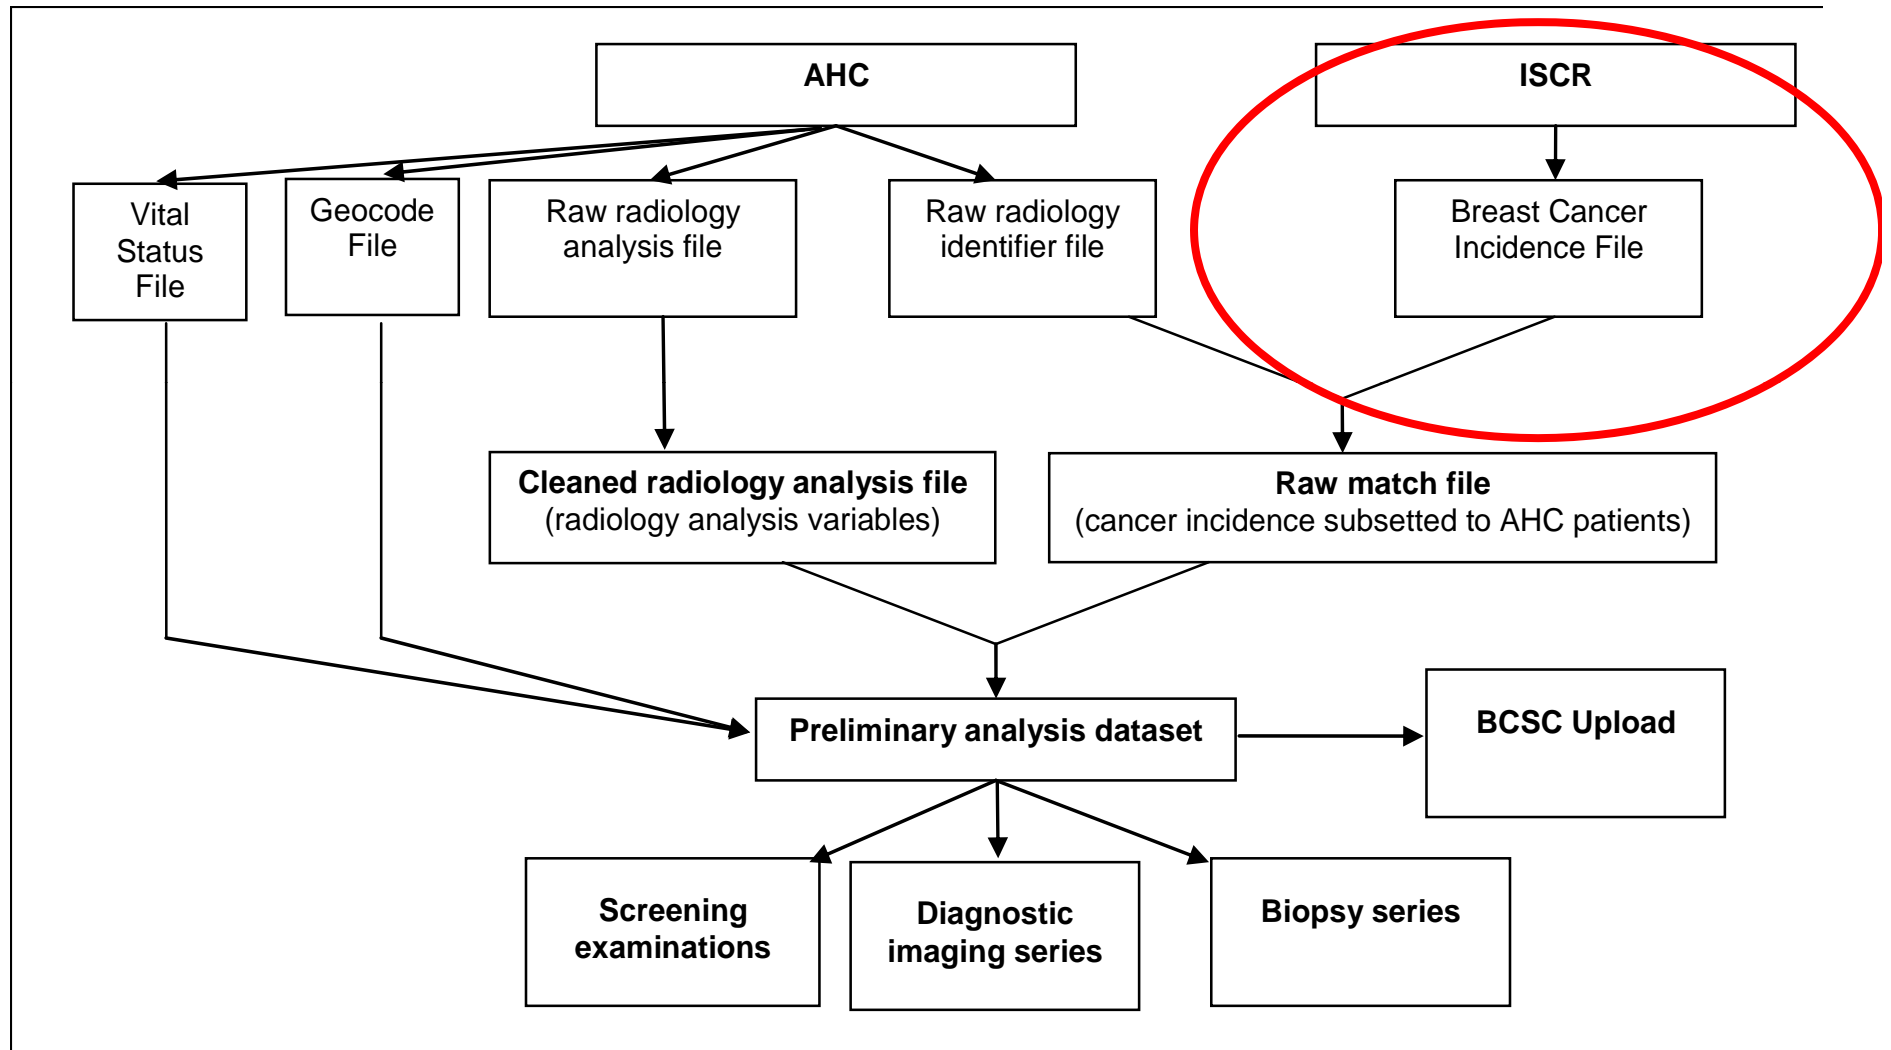 AHC
ISCR
Vital
Status
File
Geocode
File
Raw radiology
analysis file
Raw radiology
identifier file
Breast Cancer
Incidence File
Cleaned radiology analysis file
(radiology analysis variables)
Raw match file
(cancer incidence subsetted to AHC patients)
Preliminary analysis dataset
BCSC Upload
Screening
examinations
Diagnostic
imaging series
Biopsy series